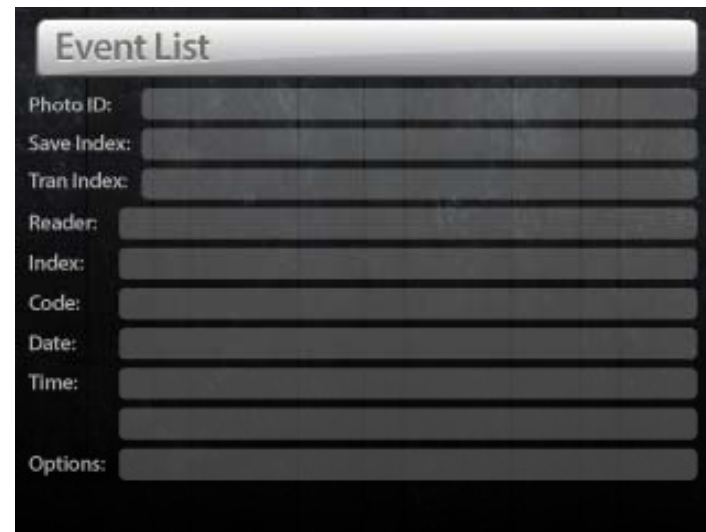 Event List
Photo ID:
Save Index:
Tran Index:
Reader:
Index:
Code:
Date:
Time:
Options: